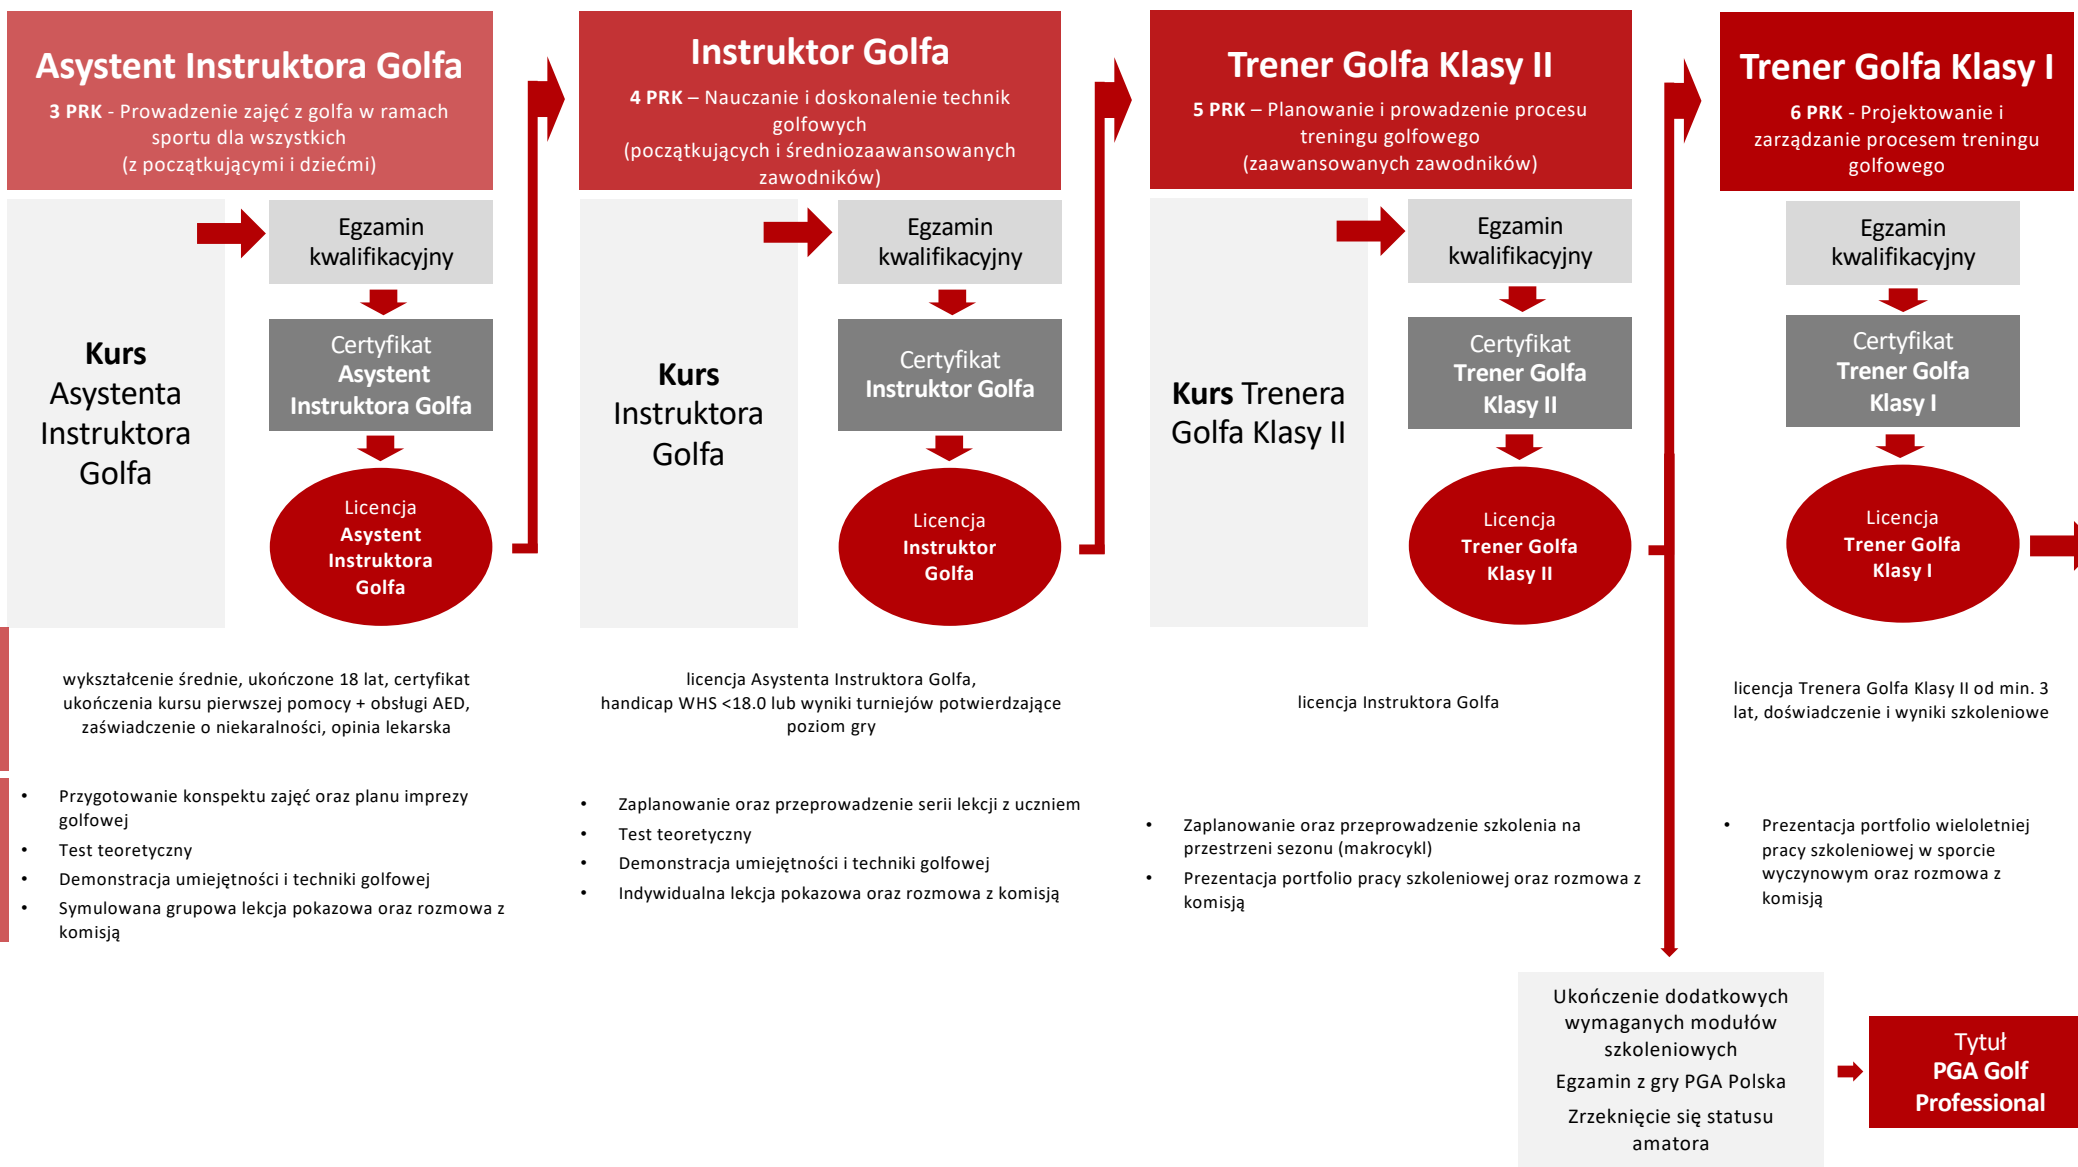 Asystent Instruktora Golfa
3 PRK - Prowadzenie zajęć z golfa w ramach
sportu dla wszystkich
(z początkującymi i dziećmi)
Kurs
Asystenta
Instruktora
Golfa
Egzamin
kwalifikacyjny
Certyfikat
Asystent
Instruktora Golfa
Licencja
Asystent
Instruktora
Golfa
wykształcenie średnie, ukończone 18 lat, certyfikat
ukończenia kursu pierwszej pomocy + obsługi AED,
zaświadczenie o niekaralności, opinia lekarska
• Przygotowanie konspektu zajęć oraz planu imprezy
golfowej
• Test teoretyczny
• Demonstracja umiejętności i techniki golfowej
• Symulowana grupowa lekcja pokazowa oraz rozmowa z
komisją
Instruktor Golfa
4 PRK – Nauczanie i doskonalenie technik
golfowych
(początkujących i średniozaawansowanych
zawodników)
Kurs
Instruktora
Golfa
Egzamin
kwalifikacyjny
Certyfikat
Instruktor Golfa
Licencja
Instruktor
Golfa
licencja Asystenta Instruktora Golfa,
handicap WHS <18.0 lub wyniki turniejów potwierdzające
poziom gry
• Zaplanowanie oraz przeprowadzenie serii lekcji z uczniem
• Test teoretyczny
• Demonstracja umiejętności i techniki golfowej
• Indywidualna lekcja pokazowa oraz rozmowa z komisją
Trener Golfa Klasy II
5 PRK – Planowanie i prowadzenie procesu
treningu golfowego
(zaawansowanych zawodników)
Kurs Trenera
Golfa Klasy II
Egzamin
kwalifikacyjny
Certyfikat
Trener Golfa
Klasy II
Licencja
Trener Golfa
Klasy II
licencja Instruktora Golfa
• Zaplanowanie oraz przeprowadzenie szkolenia na
przestrzeni sezonu (makrocykl)
• Prezentacja portfolio pracy szkoleniowej oraz rozmowa z
komisją
Trener Golfa Klasy I
6 PRK - Projektowanie i
zarządzanie procesem treningu
golfowego
Egzamin
kwalifikacyjny
Certyfikat
Trener Golfa
Klasy I
Licencja
Trener Golfa
Klasy I
licencja Trenera Golfa Klasy II od min. 3
lat, doświadczenie i wyniki szkoleniowe
• Prezentacja portfolio wieloletniej
pracy szkoleniowej w sporcie
wyczynowym oraz rozmowa z
komisją
Ukończenie dodatkowych
wymaganych modułów
szkoleniowych
Egzamin z gry PGA Polska
Zrzeknięcie się statusu
amatora
Tytuł
PGA Golf
Professional